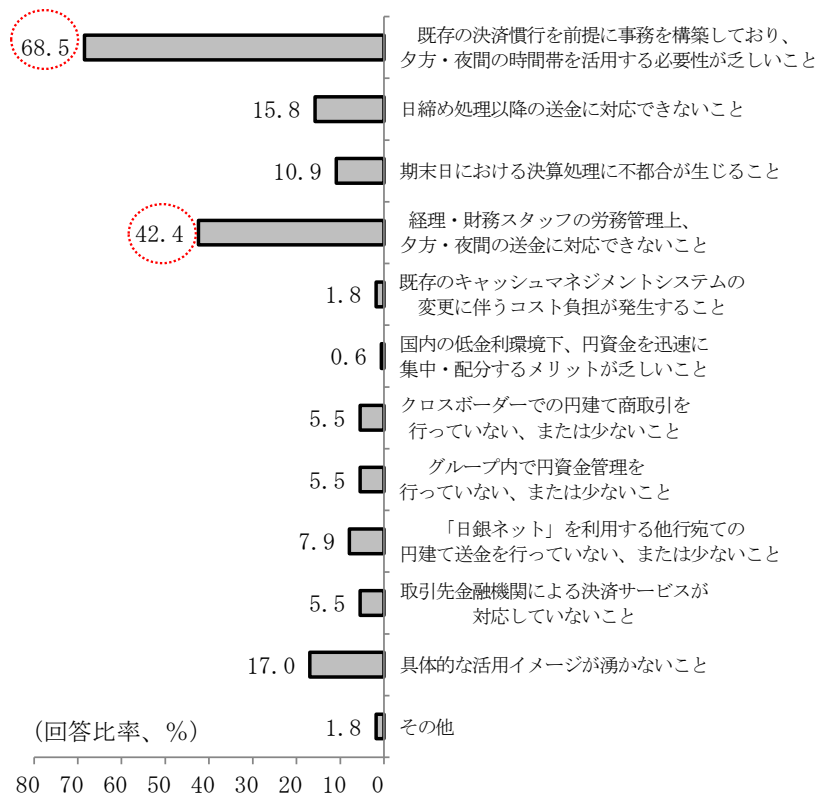 68.5
既存の決済慣行を前提に事務を構築しており、
夕方・夜間の時間帯を活用する必要性が乏しいこと
15.8
日締め処理以降の送金に対応できないこと
10.9
期末日における決算処理に不都合が生じること
42.4
経理・財務スタッフの労務管理上、
夕方・夜間の送金に対応できないこと
1.8
既存のキャッシュマネジメントシステムの
変更に伴うコスト負担が発生すること
0.6
国内の低金利環境下、円資金を迅速に
集中・配分するメリットが乏しいこと
5.5
クロスボーダーでの円建て商取引を
行っていない、または少ないこと
5.5
グループ内で円資金管理を
行っていない、または少ないこと
7.9
「日銀ネット」を利用する他行宛ての
円建て送金を行っていない、または少ないこと
5.5
取引先金融機関による決済サービスが
対応していないこと
17.0
具体的な活用イメージが湧かないこと
(回答比率、%)
1.8
その他
80 70 60 50 40 30 20 10 0